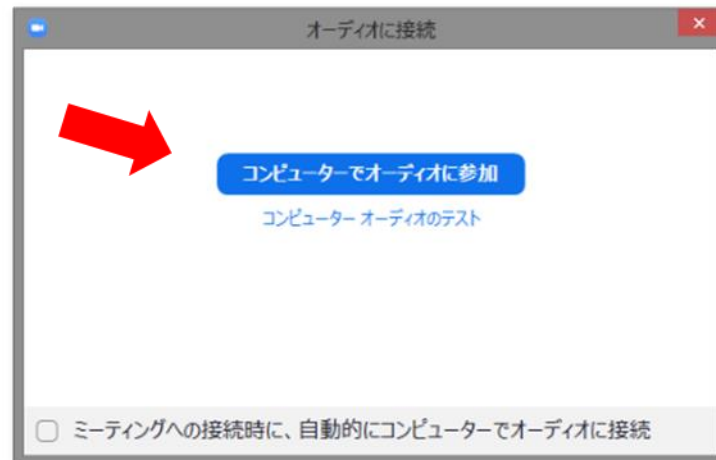 オーディオに接続
コンピューターでオーディオに参加
コンピューター オーディオのテスト
ミーティングへの接続時に、自動的にコンピューターでオーディオに接続